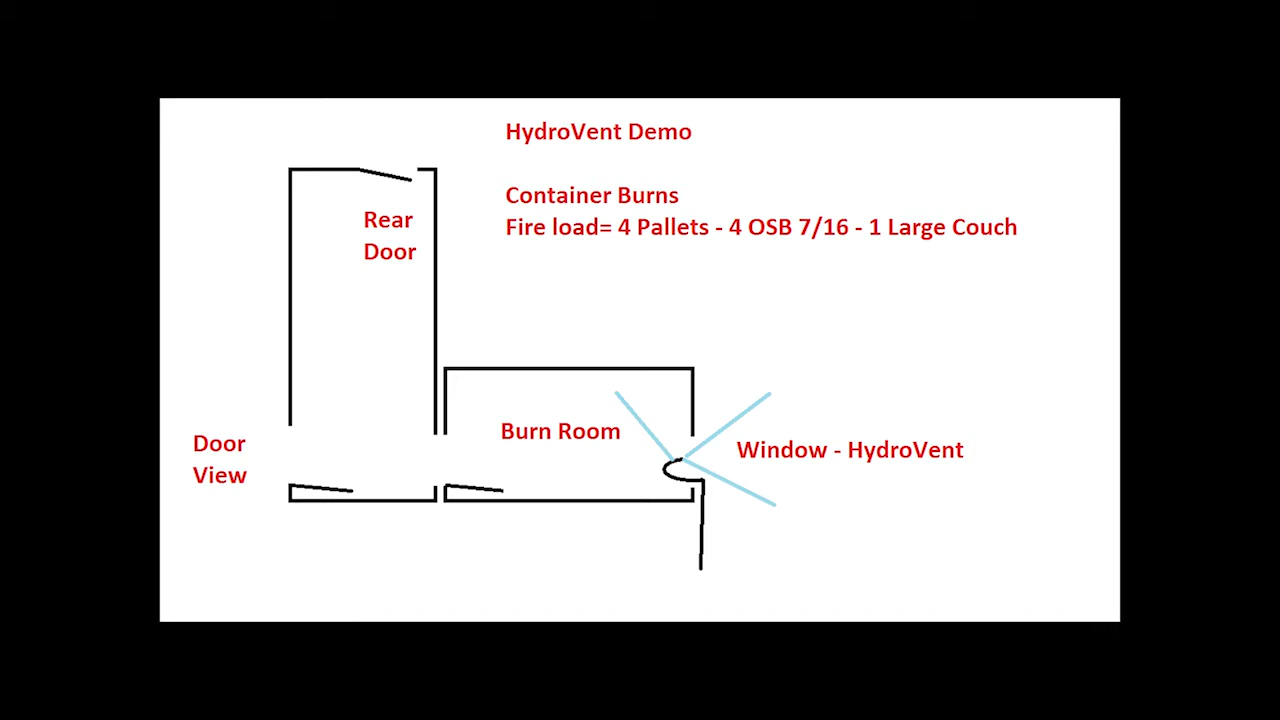 HydroVent Demo
Container Burns
Fire load= 4 Pallets - 4 OSB 7/16 - 1 Large Couch
Rear
Door
Burn Room
Door
View
Window - HydroVent